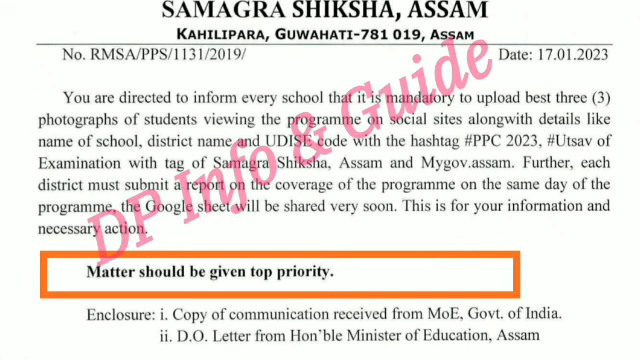 SAMAGRA SHIKSHA, ASSAM
KAHILIPARA, GUWAHATI-781 019, ASSAM
No. RMSA/PPS/1131/2019/ Date: 17.01.2023
You are directed to inform every school that it is mandatory to upload best three (3)
photographs of students viewing the programme on social sites alongwith details like
name of school, district name and UDISE code with the hashtag #PPC 2023, #Utsav of
Examination with tag of Samagra Shiksha, Assam and Mygov.assam. Further, each
district must submit a report on the coverage of the programme on the same day of the
programme, the Google sheet will be shared very soon. This is for your information and
necessary action.
DP Info & Guide
Matter should be given top priority.
Enclosure: i. Copy of communication received from MoE, Govt. of India.
ii. D.O. Letter from Hon'ble Minister of Education, Assam